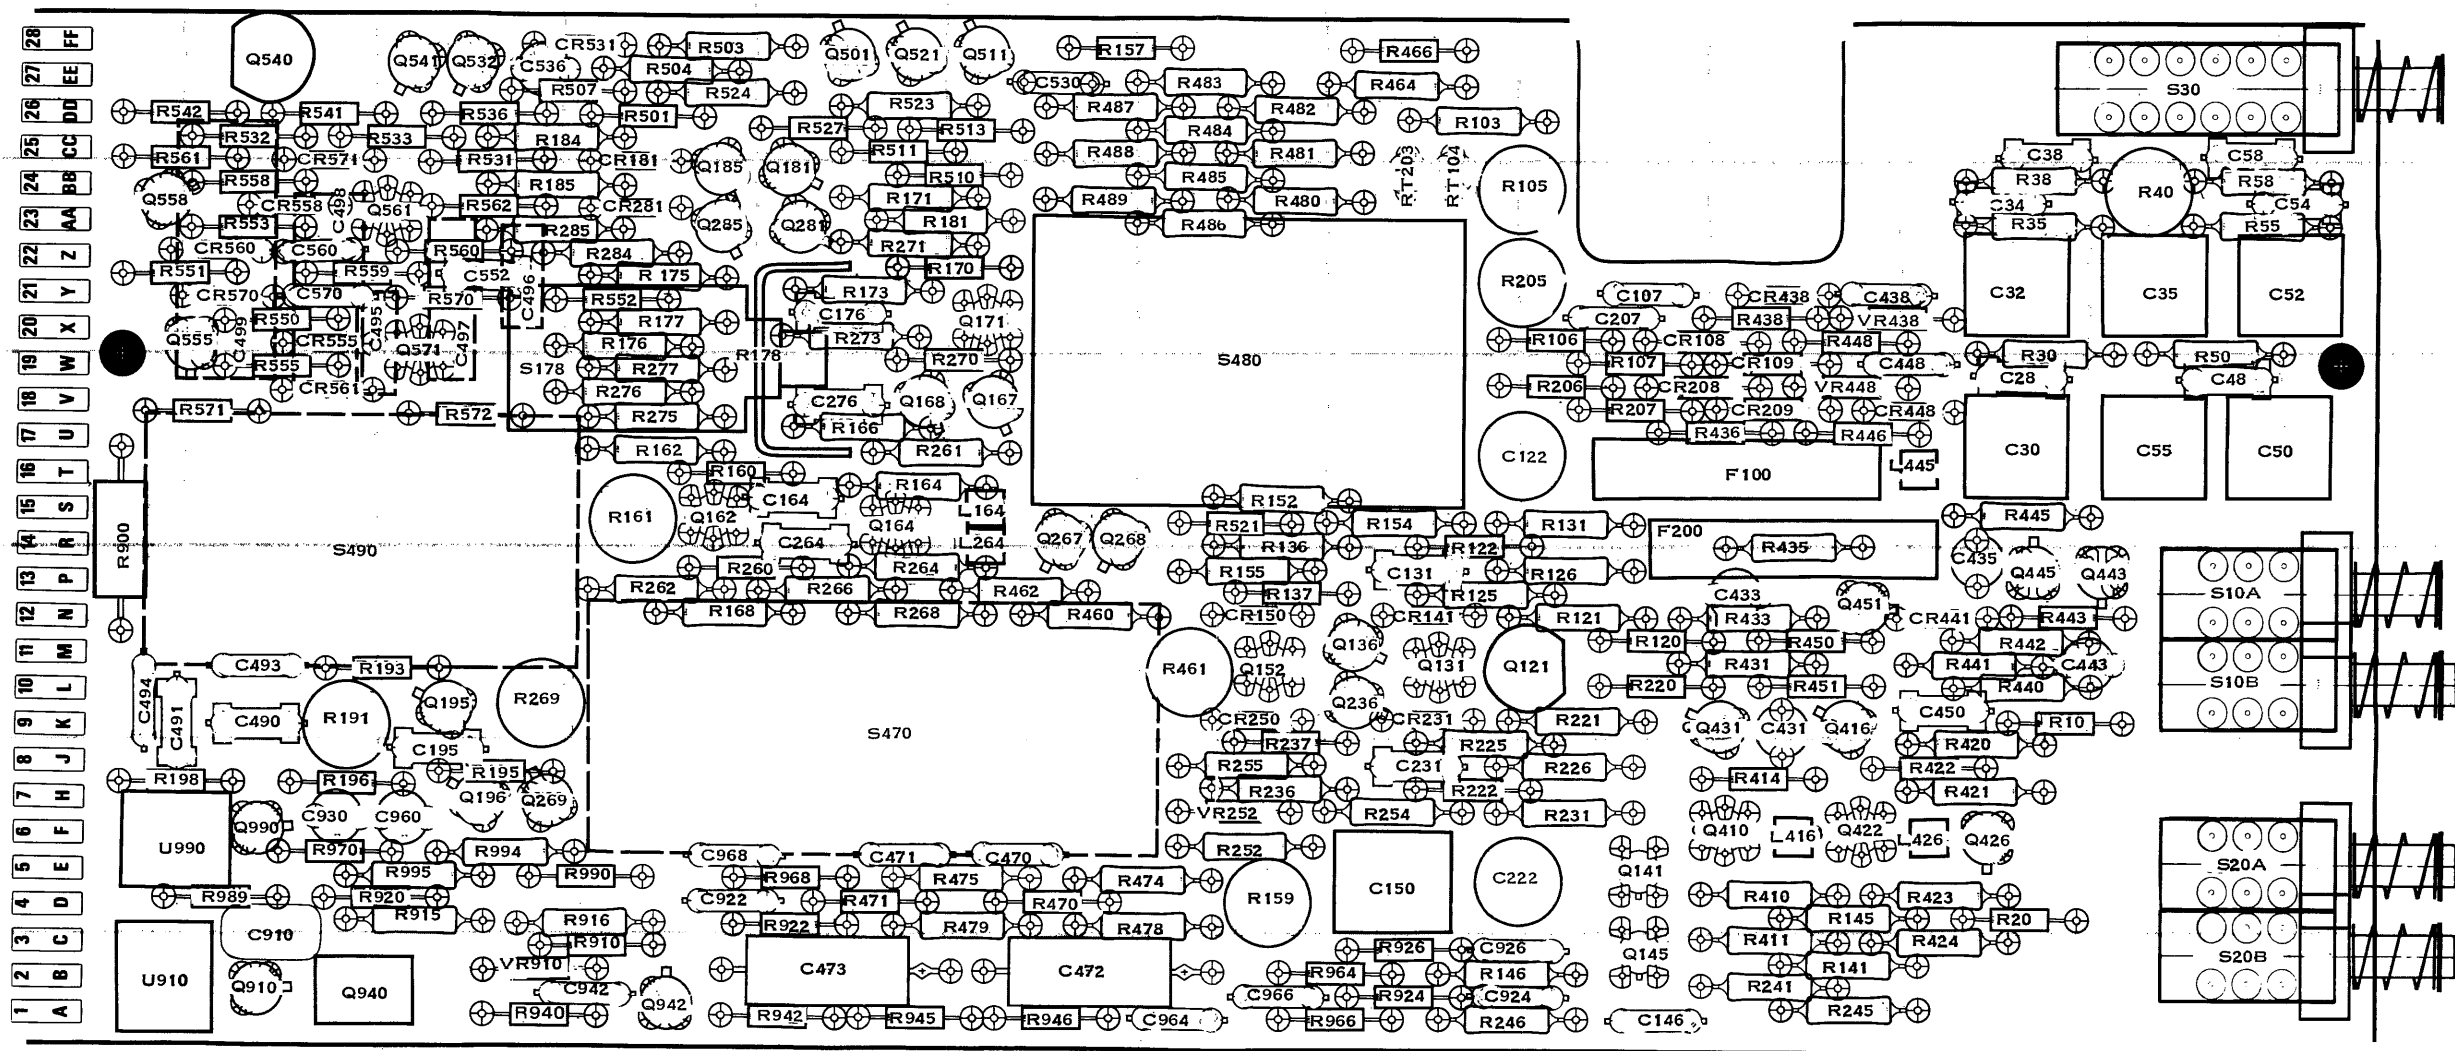 28 FF
27 EE
26 DD
25 CC
24 BB
23 AA
22 Z
21 Y
20 X
19 W
18 V
17 U
16 T
15 S
14 R
13 P
12 N
11 M
10 L
9 K
8 J
7 H
6 F
5 E
4 D
3 C
2 B
1 A
Q540 Q541 Q532 C536 CR531 R503 Q501 Q521 Q511 R157 R466
R504 C530 R483 R464 S30
R507 R524 R523 R487 R482
R542 R541 R536 R501 R527 R513 R484 R103
R532 R533 R184
R561 CR571 R531 CR181 Q185 Q181 R511 R488 R481 RT203 RT104 C38 C58
R558 R185 R510 R485 R105 R38 R40 R58
Q558 CR558 C498 Q561 R562 CR281 R171 R489 R480 C34 C54
R553 R285 Q285 Q281 R181 R486 R35 R55
CR560 C560 R560 R284 R271
R551 R559 C552 R175 R170 R205
CR570 C570 R570 C496 R552 R173 C107 CR438 C438 C32 C35 C52
R550 C495 R177 C176 Q171 C207 R438 VR438
Q555 C499 CR555 Q571 C497 R176 R178 R273 R106 CR108 R448
R555 S178 R277 R270 S480 R107 CR109 C448 R30 R50
CR561 R276 Q168 Q167 R206 CR208 VR448 C28 C48
R571 R572 R275 C276 R207 CR209 CR448
R166 R436 R446
R162 R261 C122 C30 C55 C50
R160 F100 L445
R161 C164 R164 R152
Q162 Q164 L164 R521 R154 R131 R445
R900 S490 C264 L264 Q267 Q268 R136 R122 F200 R435 C435
R260 R264 R155 C131 R126 Q445 Q443
R262 R266 R462 R137 R125 C433 Q451 S10A
R168 R268 R460 CR150 CR141 R121 R433 CR441 R443
Q136 R120 R450 R442
C493 R193 R461 Q152 Q131 Q121 R431 R441 C443
C494 Q195 R269 Q236 R220 R451 R440 S10B
C491 C490 R191 CR250 CR231 R221 C450 R10
C195 S470 R237 R225 Q431 C431 Q416 R420
R198 R196 R195 R255 C231 R226 R414 R422
Q196 Q269 R236 R222 R421
C930 C960 VR252 R254 R231
U990 Q990 R970 R994 C968 C471 C470 R252 Q410 L416 Q422 L426 Q426
R995 R990 R968 R475 R474 Q141 S20A
R989 R920 C922 R471 R470 R159 C150 C222 R410 R423
C910 R915 R916 R922 R479 R478 R145 R20
R910 R926 C926 R411 R424
VR910 C473 C472 R964 R146 Q145 R141 S20B
U910 Q910 Q940 C942 Q942 C966 R924 C924 R241
R940 R942 R945 R946 C964 R966 R246 C146 R245